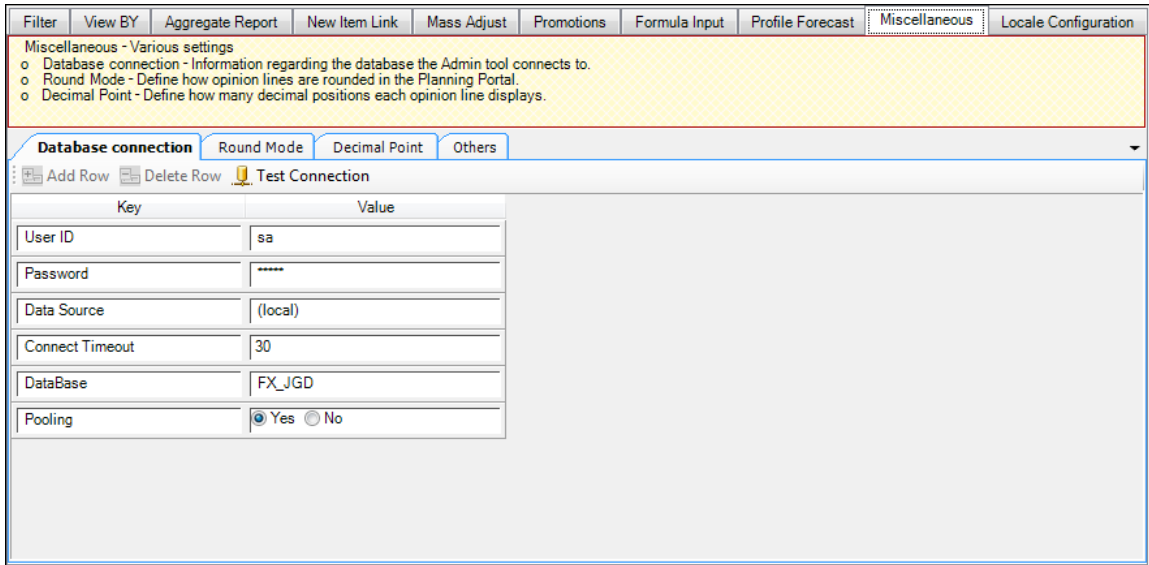 Filter View BY Aggregate Report New Item Link Mass Adjust Promotions Formula Input Profile Forecast Miscellaneous Locale Configuration
Miscellaneous - Various settings
o Database connection - Information regarding the database the Admin tool connects to.
o Round Mode - Define how opinion lines are rounded in the Planning Portal.
o Decimal Point - Define how many decimal positions each opinion line displays.
Database connection Round Mode Decimal Point Others
Add Row Delete Row Test Connection
Key Value
User ID sa
Password *****
Data Source (local)
Connect Timeout 30
DataBase FX_JGD
Pooling Yes No